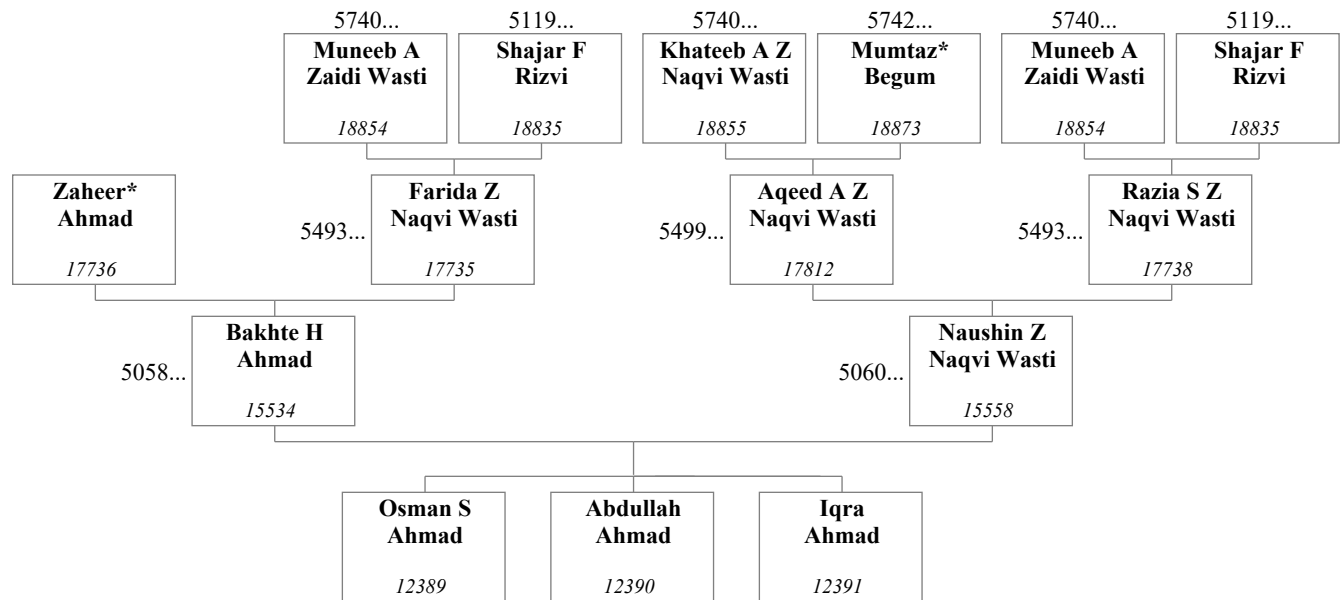 5740... 5119... 5740... 5742... 5740... 5119...
Muneeb A Shajar F Khateeb A Z Mumtaz* Muneeb A Shajar F
Zaidi Wasti Rizvi Naqvi Wasti Begum Zaidi Wasti Rizvi
18854 18835 18855 18873 18854 18835
Zaheer* Farida Z Aqeed A Z Razia S Z
Ahmad Naqvi Wasti Naqvi Wasti Naqvi Wasti
5493... 5499... 5493...
17736 17735 17812 17738
Bakhte H Naushin Z
Ahmad Naqvi Wasti
5058... 5060...
15534 15558
Osman S Abdullah Iqra
Ahmad Ahmad Ahmad
12389 12390 12391